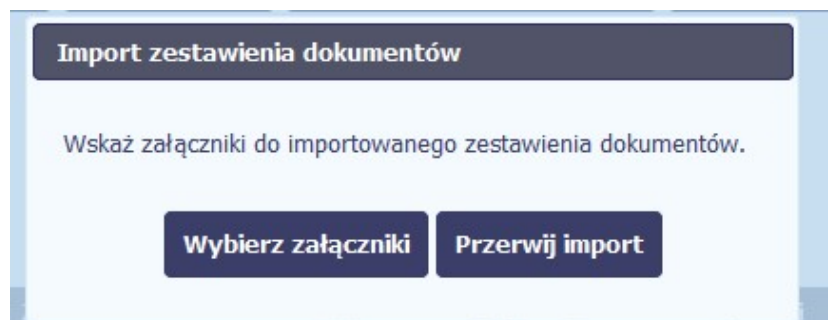 Import zestawienia dokumentów
Wskaż załączniki do importowanego zestawienia dokumentów.
Wybierz załączniki Przerwij import